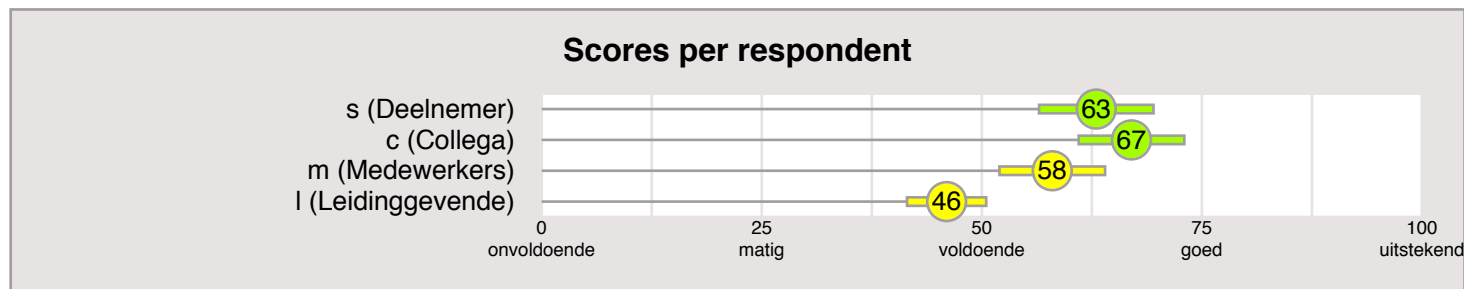 Scores per respondent
s (Deelnemer)
63
c (Collega)
67
m (Medewerkers)
58
l (Leidinggevende)
46
0 25 50 75 100
onvoldoende matig voldoende goed uitstekend